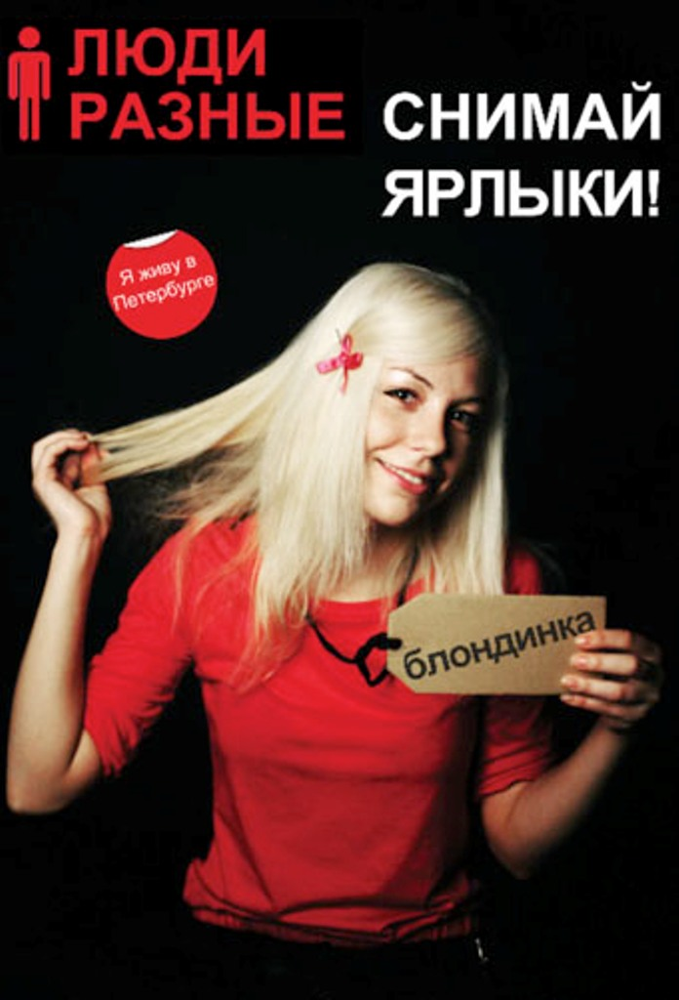 ЛЮДИ
РАЗНЫЕ
СНИМАЙ
ЯРЛЫКИ!
Я живу в
Петербурге
блондинка